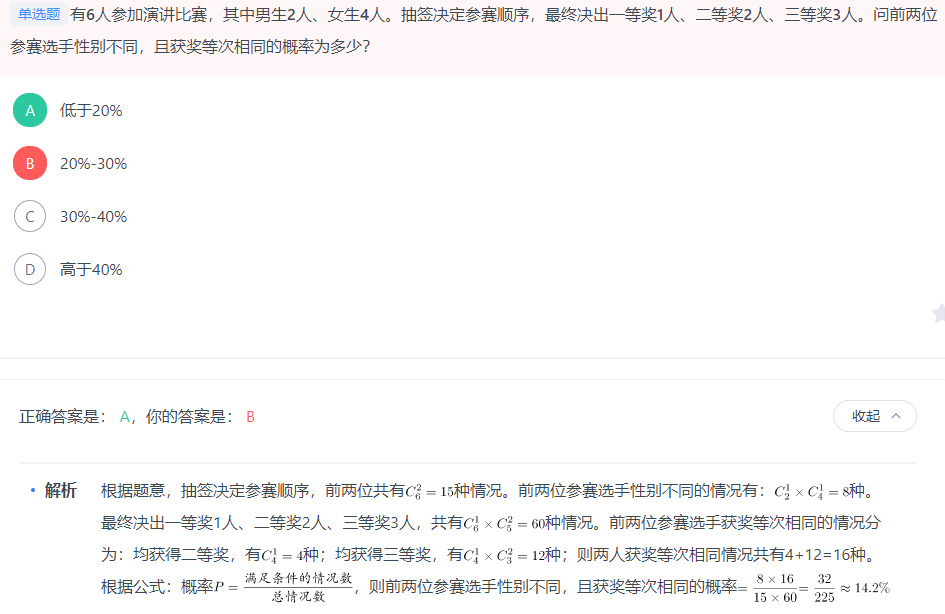 单选题 有6人参加演讲比赛，其中男生2人、女生4人。抽签决定参赛顺序，最终决出一等奖1人、二等奖2人、三等奖3人。问前两位
参赛选手性别不同，且获奖等次相同的概率为多少？
A 低于20%
B 20%-30%
C 30%-40%
D 高于40%
正确答案是： A，你的答案是： B
收起
• 解析 根据题意，抽签决定参赛顺序，前两位共有$C_6^2=15$种情况。前两位参赛选手性别不同的情况有：$C_2^1 \times C_4^1=8$种。
最终决出一等奖1人、二等奖2人、三等奖3人，共有$C_6^1 \times C_5^2=60$种情况。前两位参赛选手获奖等次相同的情况分
为：均获得二等奖，有$C_4^1=4$种；均获得三等奖，有$C_4^1 \times C_3^2=12$种；则两人获奖等次相同情况共有4+12=16种。
根据公式：概率$P=\frac{满足条件的情况数}{总情况数}$，则前两位参赛选手性别不同，且获奖等次相同的概率=$\frac{8 \times 16}{15 \times 60}=\frac{32}{225} \approx 14.2\%$